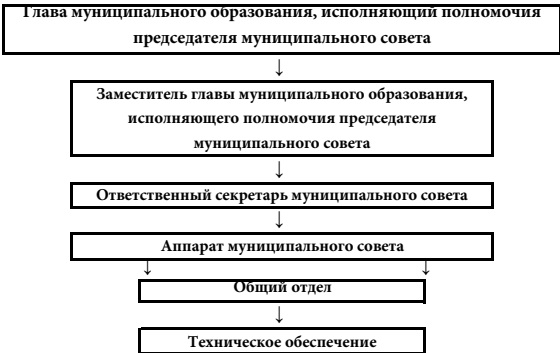 Глава муниципального образования, исполняющий полномочия
председателя муниципального совета
Заместитель главы муниципального образования,
исполняющего полномочия председателя
муниципального совета
Ответственный секретарь муниципального совета
Аппарат муниципального совета
Общий отдел
Техническое обеспечение